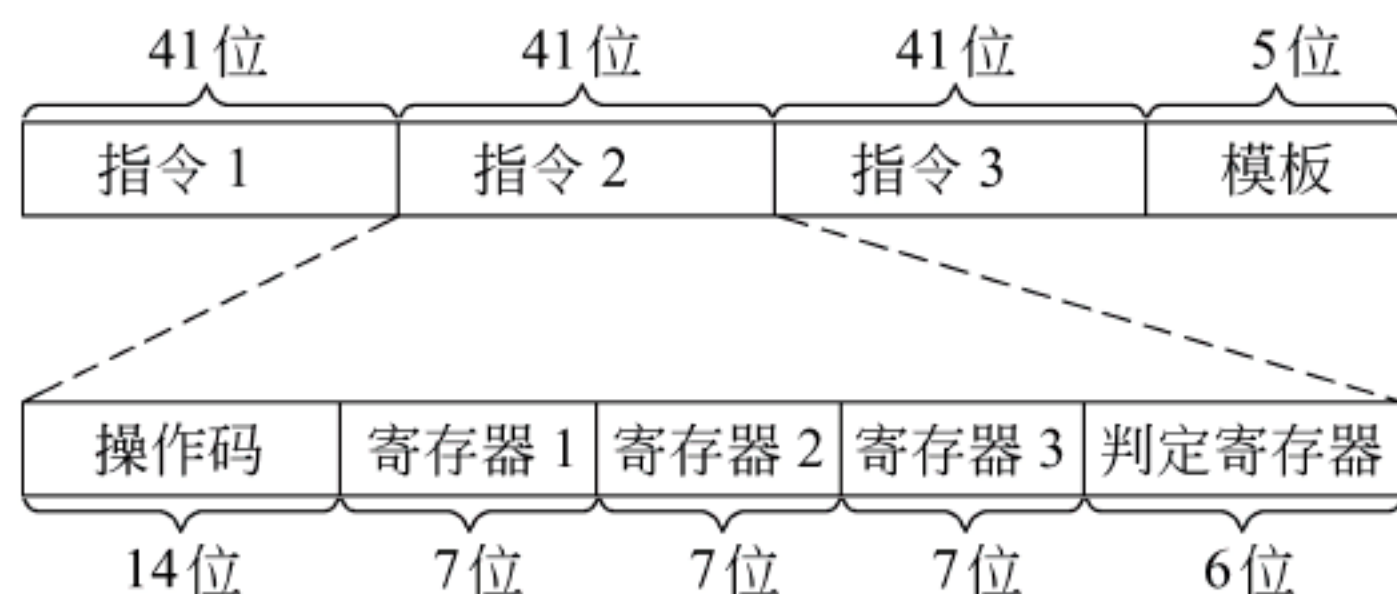 41位 41位 41位 5位
指令1 指令2 指令3 模板
操作码 寄存器1 寄存器2 寄存器3 判定寄存器
14位 7位 7位 7位 6位